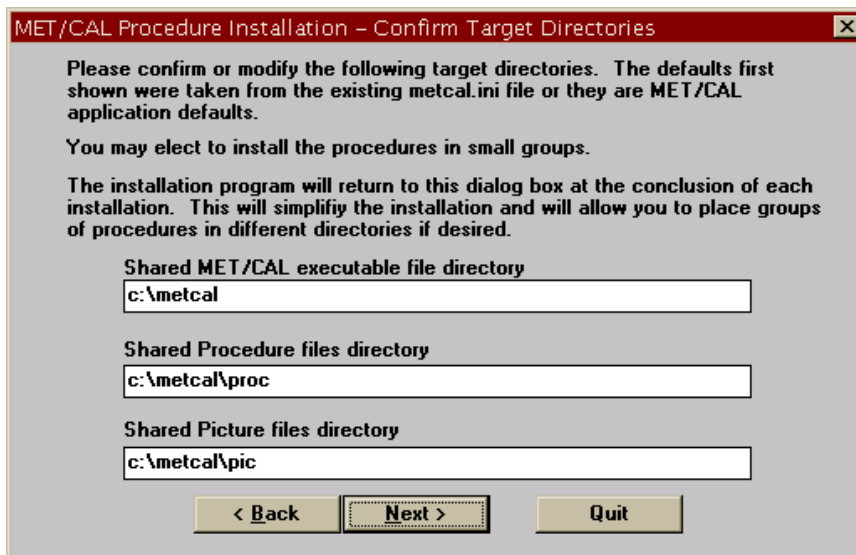 MET/CAL Procedure Installation – Confirm Target Directories
Please confirm or modify the following target directories. The defaults first
shown were taken from the existing metcal.ini file or they are MET/CAL
application defaults.
You may elect to install the procedures in small groups.
The installation program will return to this dialog box at the conclusion of each
installation. This will simplifiy the installation and will allow you to place groups
of procedures in different directories if desired.
Shared MET/CAL executable file directory
c:\metcal
Shared Procedure files directory
c:\metcal\proc
Shared Picture files directory
c:\metcal\pic
< Back Next > Quit